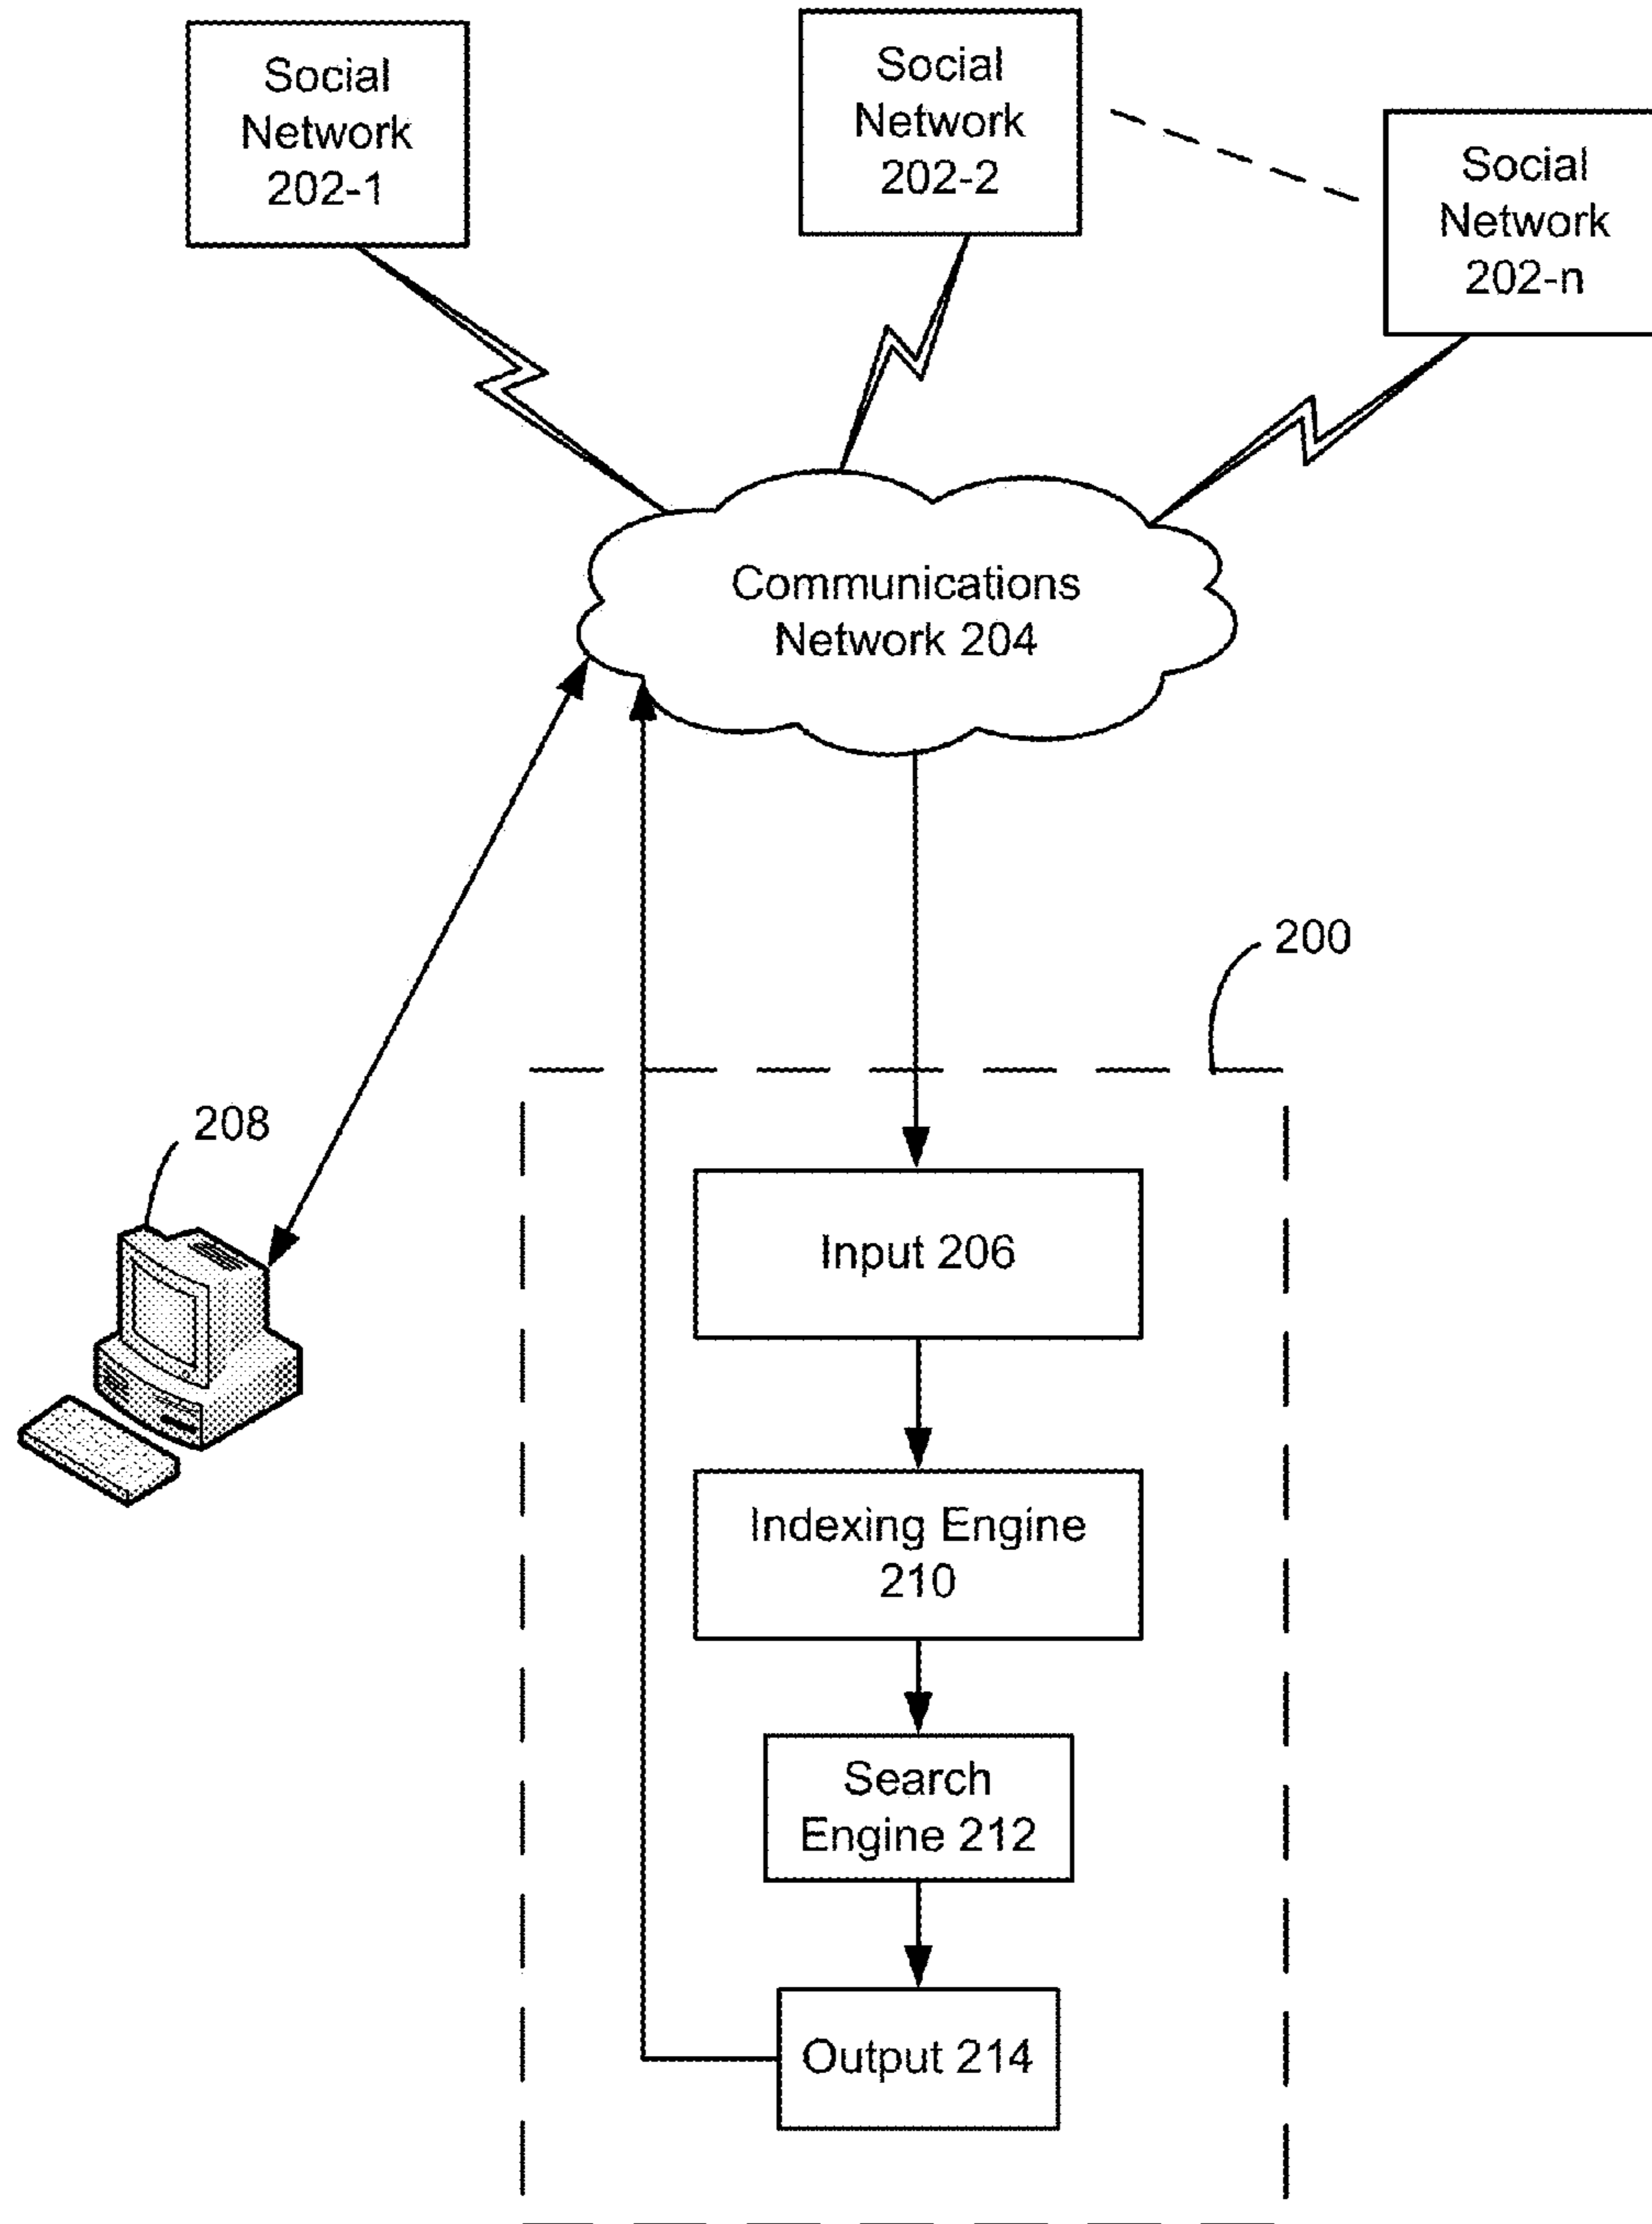 Social
Network
202-1
Social
Network
202-2
Social
Network
202-n
Communications
Network 204
200
208
Input 206
Indexing Engine
210
Search
Engine 212
Output 214